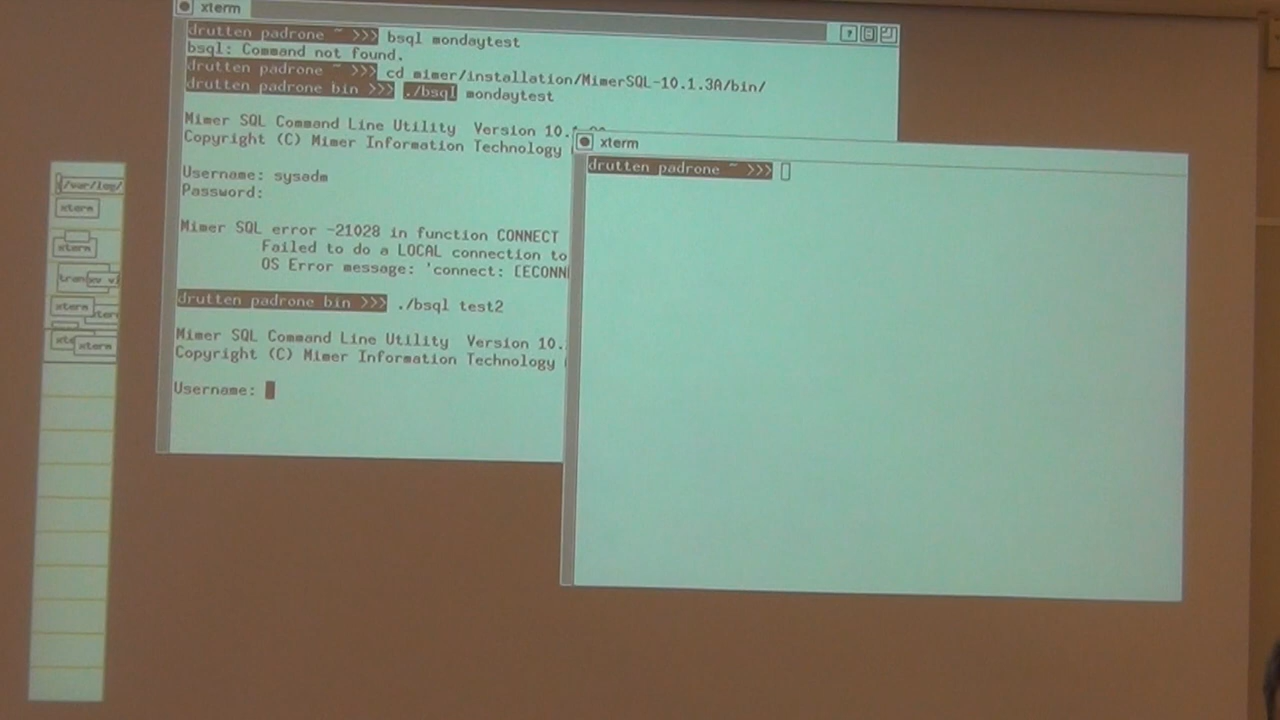 xterm
drutten padrone ~ >>> bsql mondaytest
bsql: Command not found.
drutten padrone ~ >>> cd mimer/installation/MimerSQL-10.1.3A/bin/
drutten padrone bin >>> ./bsql mondaytest
Mimer SQL Command Line Utility Version 10.
Copyright (C) Mimer Information Technology
Username: sysadm
Password:
Mimer SQL error -21028 in function CONNECT
Failed to do a LOCAL connection to
OS Error message: 'connect: [ECONN
drutten padrone bin >>> ./bsql test2
Mimer SQL Command Line Utility Version 10.
Copyright (C) Mimer Information Technology
Username:
xterm
drutten padrone ~ >>>
/var/log/
xterm
xterm
xterm
xterm